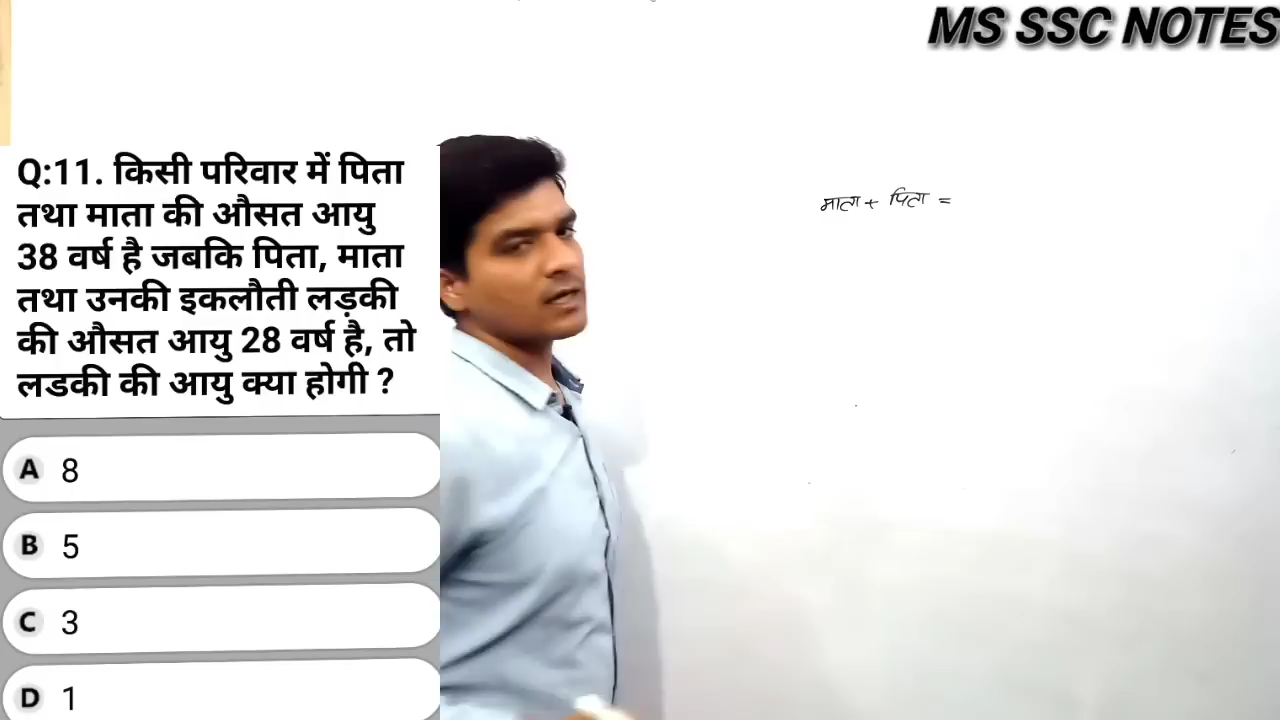 MS SSC NOTES
Q:11. किसी परिवार में पिता
तथा माता की औसत आयु
38 वर्ष है जबकि पिता, माता
तथा उनकी इकलौती लड़की
की औसत आयु 28 वर्ष है, तो
लडकी की आयु क्या होगी ?
A 8
B 5
C 3
D 1
माता + पिता =